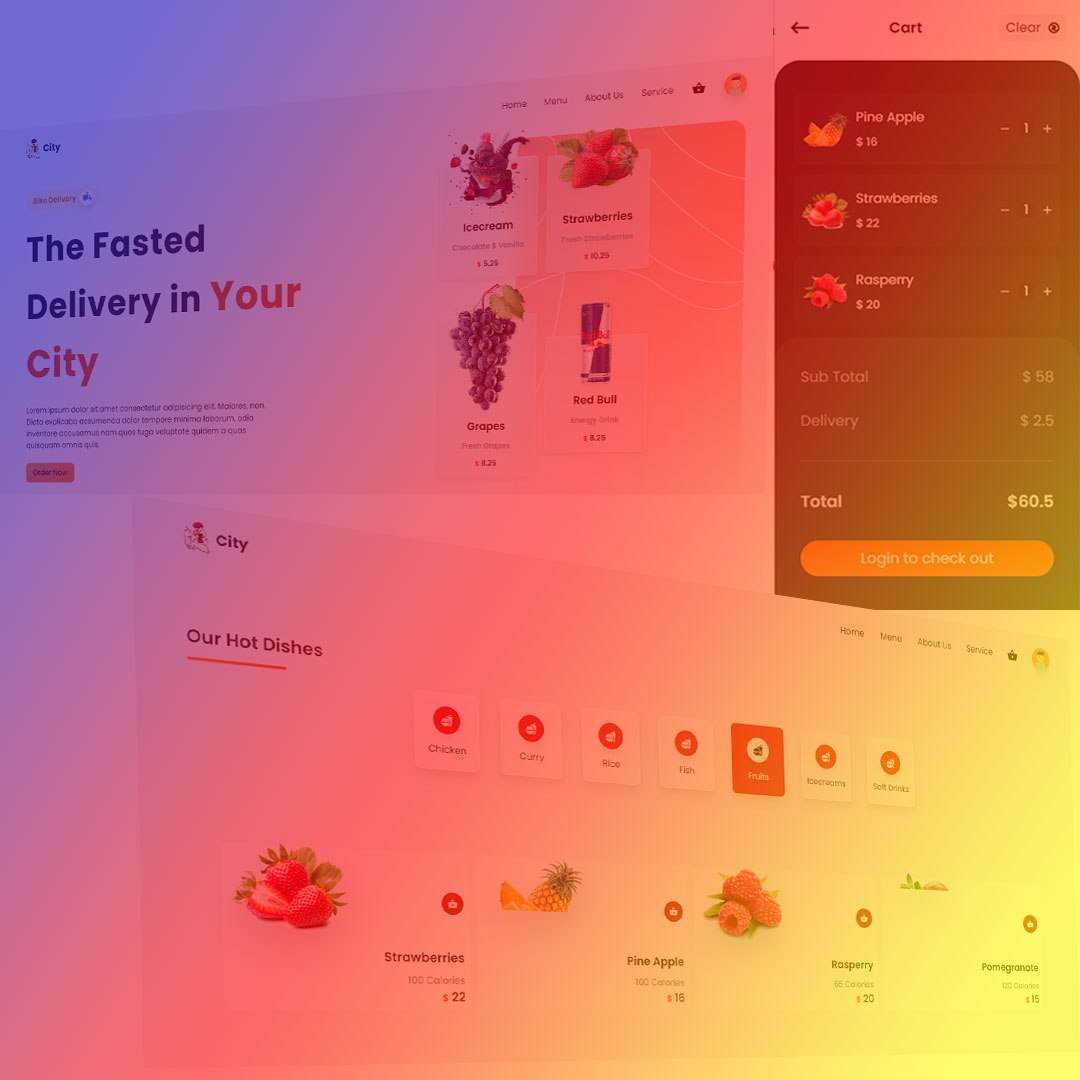 Home Menu About Us Service
City
Bike Delivery
The Fasted
Delivery in Your
City
Lorem ipsum dolor sit amet consectetur adipisicing elit. Maiores, non.
Dicta explicabo assumenda dolor tempore minima laborum, odio
inventore accusamus nam quos fuga voluptate quidem a quas
quisquam omnis quis.
Order Now
Icecream
Chocolate & Vanilla
$ 5.25
Strawberries
Fresh Strawberries
$ 10.25
Grapes
Fresh Grapes
$ 8.25
Red Bull
Energy Drink
$ 8.25
Cart
Clear
Pine Apple
$ 16
− 1 +
Strawberries
$ 22
− 1 +
Rasperry
$ 20
− 1 +
Sub Total $ 58
Delivery $ 2.5
Total $60.5
Login to check out
City
Home Menu About Us Service
Our Hot Dishes
Chicken
Curry
Rice
Fish
Fruits
Icecreams
Soft Drinks
Strawberries
100 Calories
$ 22
Pine Apple
100 Calories
$ 16
Rasperry
65 Calories
$ 20
Pomegranate
120 Calories
$ 15